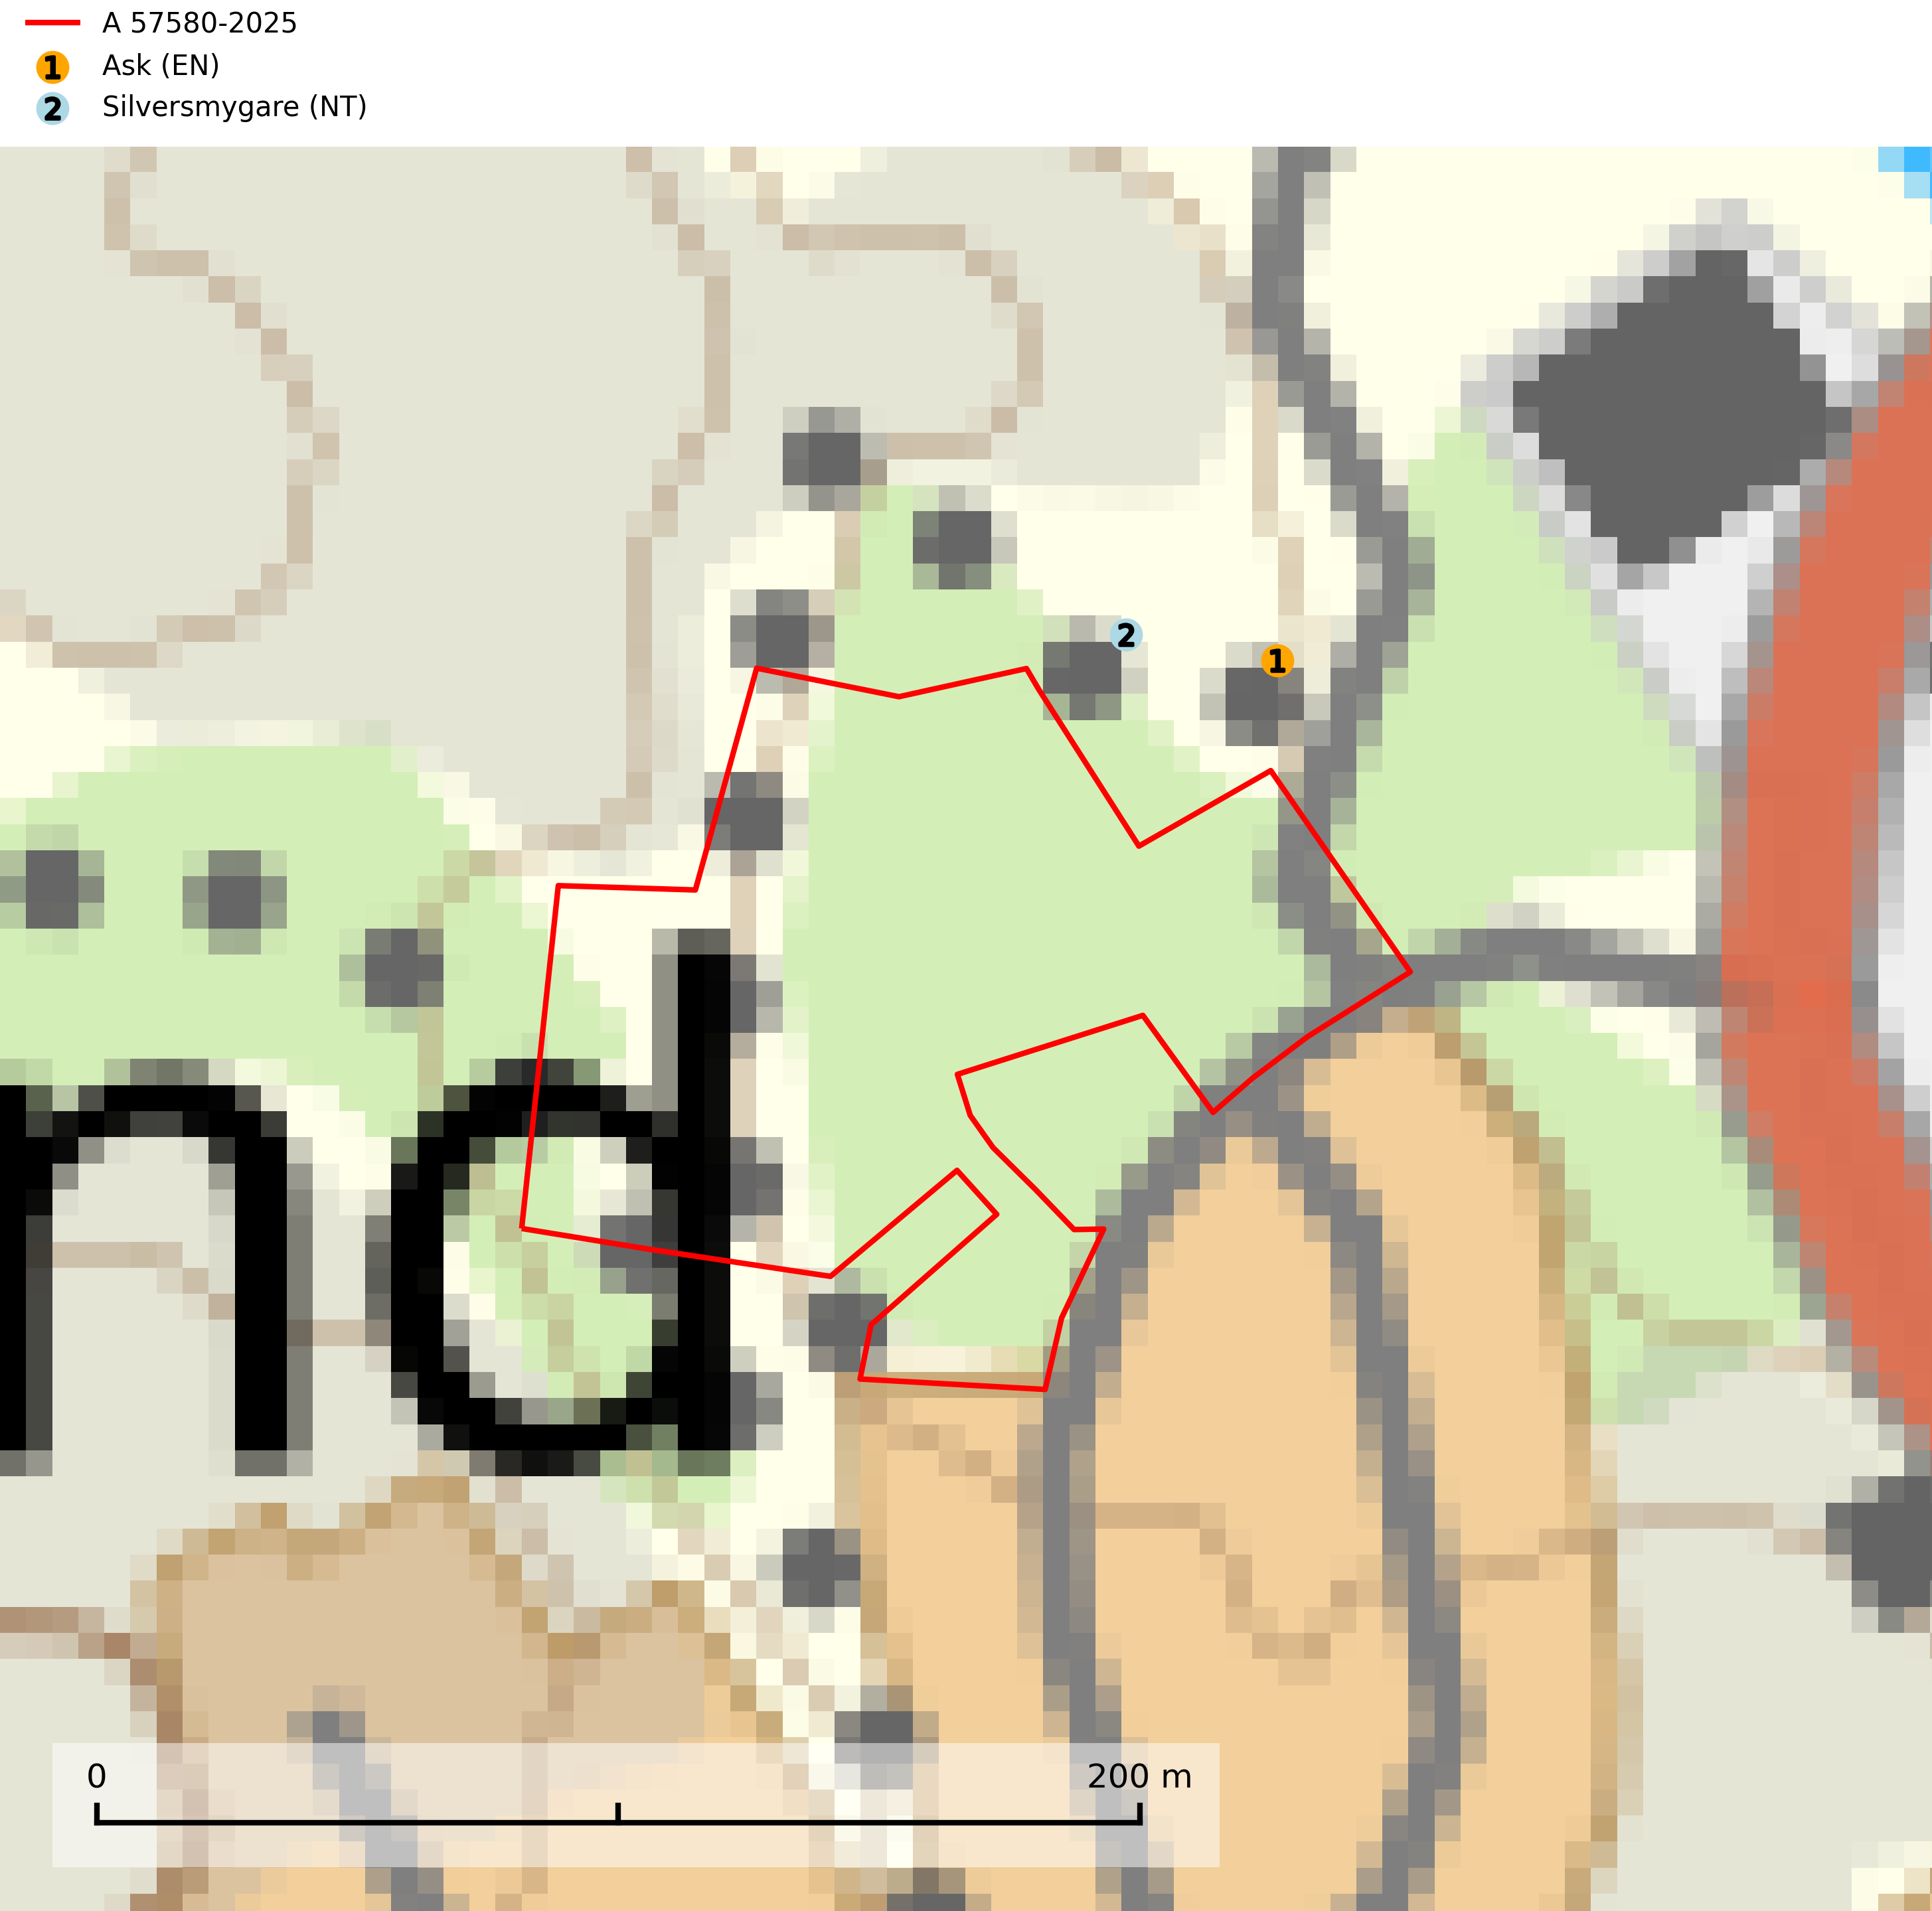 A 57580-2025
1 Ask (EN)
2 Silversmygare (NT)
2
1
nd
0 200 m